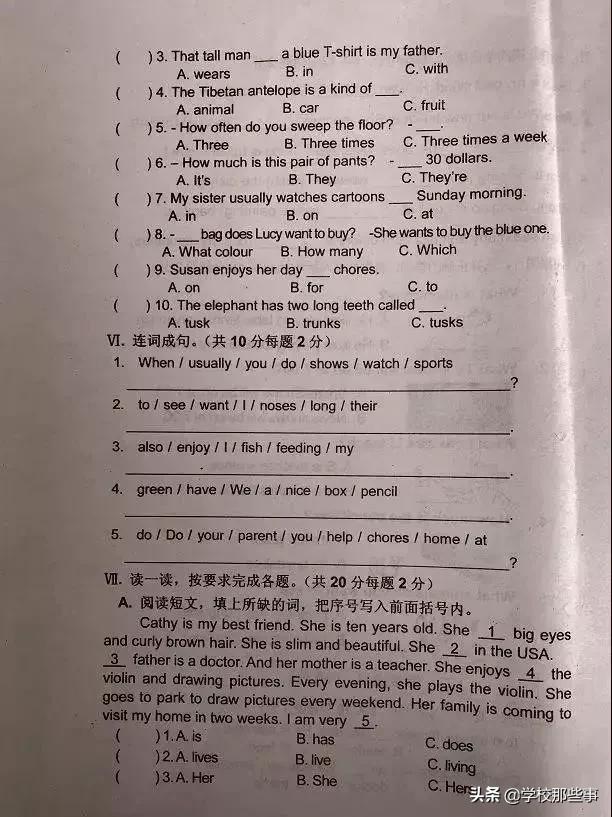 (    ) 3. That tall man ___ a blue T-shirt is my father.
A. wears    B. in    C. with
(    ) 4. The Tibetan antelope is a kind of ___.
A. animal    B. car    C. fruit
(    ) 5. - How often do you sweep the floor?    - ___.
A. Three    B. Three times    C. Three times a week
(    ) 6. – How much is this pair of pants?    - ___ 30 dollars.
A. It's    B. They    C. They're
(    ) 7. My sister usually watches cartoons ___ Sunday morning.
A. in    B. on    C. at
(    ) 8. - ___ bag does Lucy want to buy?    -She wants to buy the blue one.
A. What colour    B. How many    C. Which
(    ) 9. Susan enjoys her day ___ chores.
A. on    B. for    C. to
(    ) 10. The elephant has two long teeth called ___.
A. tusk    B. trunks    C. tusks
Ⅵ. 连词成句。(共 10 分每题 2 分)
1. When / usually / you / do / shows / watch / sports
?
2. to / see / want / I / noses / long / their
.
3. also / enjoy / I / fish / feeding / my
.
4. green / have / We / a / nice / box / pencil
.
5. do / Do / your / parent / you / help / chores / home / at
?
Ⅶ. 读一读，按要求完成各题。(共 20 分每题 2 分)
A. 阅读短文，填上所缺的词，把序号写入前面括号内。
Cathy is my best friend. She is ten years old. She _1_ big eyes
and curly brown hair. She is slim and beautiful. She _2_ in the USA.
_3_ father is a doctor. And her mother is a teacher. She enjoys _4_ the
violin and drawing pictures. Every evening, she plays the violin. She
goes to park to draw pictures every weekend. Her family is coming to
visit my home in two weeks. I am very _5_.
(    ) 1. A. is    B. has    C. does
(    ) 2. A. lives    B. live    C. living
(    ) 3. A. Her    B. She    C. Hers
头条 @学校那些事